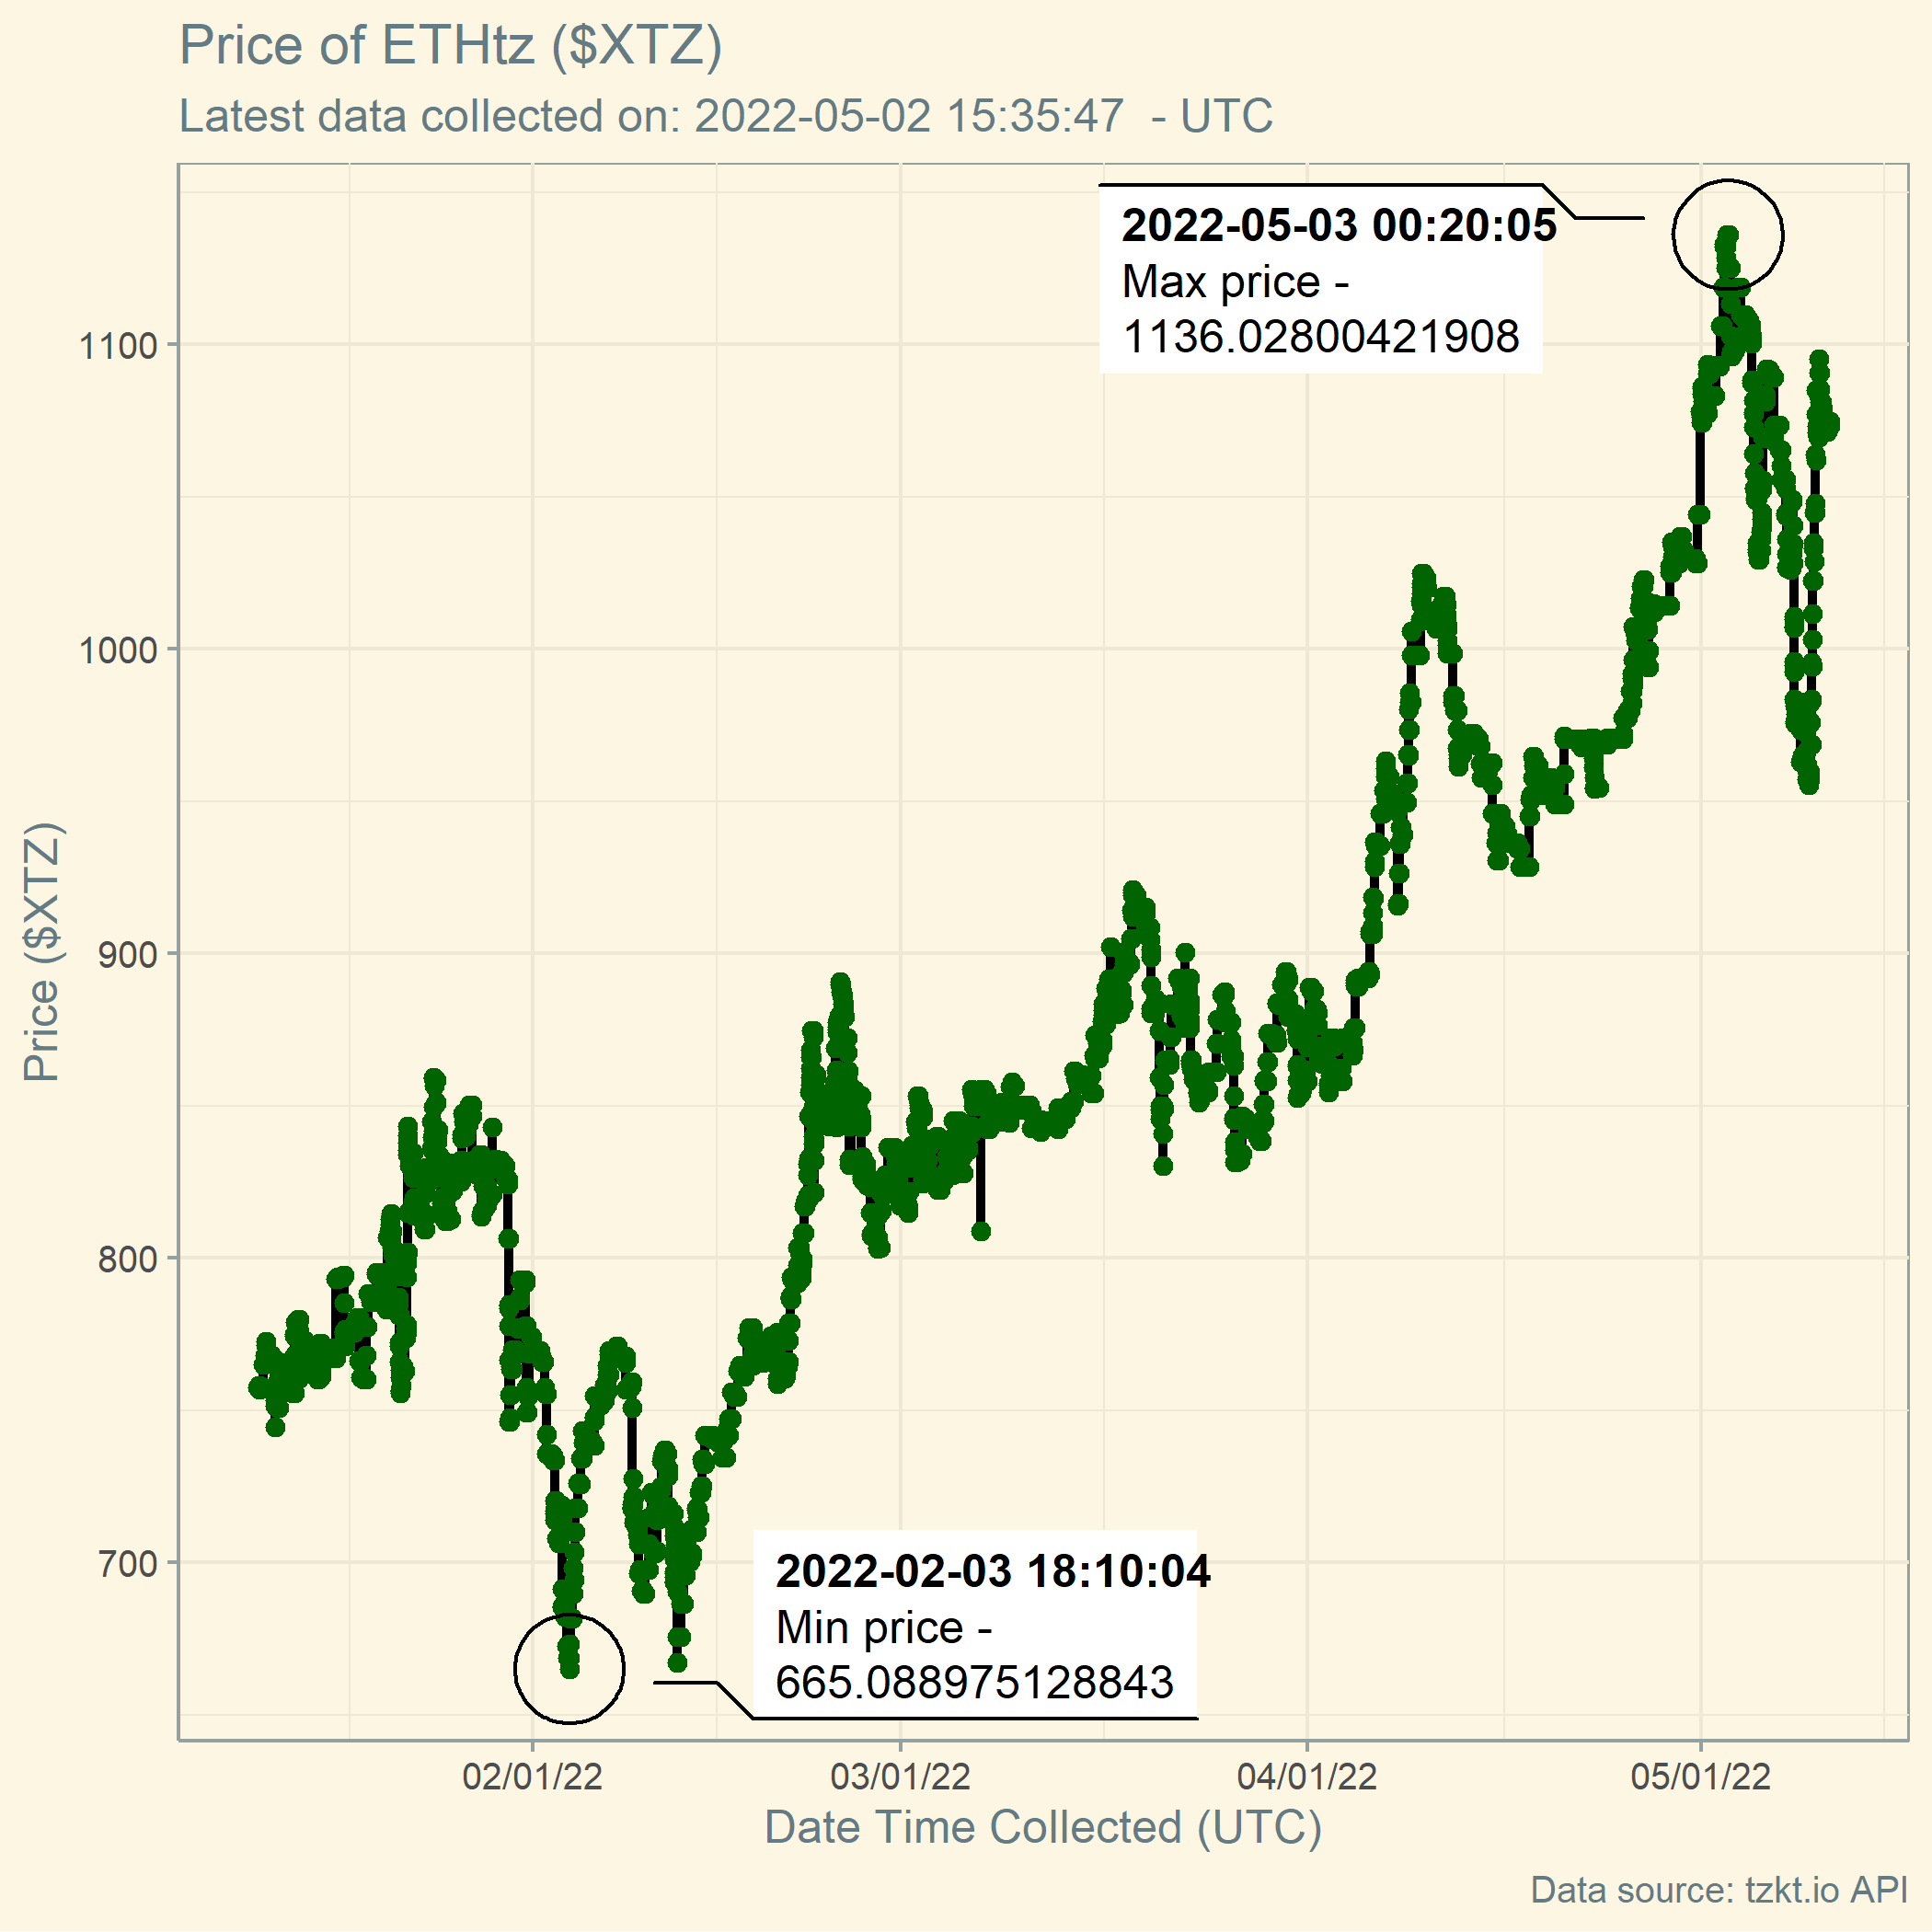 Price of ETHtz ($XTZ)
Latest data collected on: 2022-05-02 15:35:47  - UTC
2022-05-03 00:20:05
Max price -
1136.02800421908
1100
1000
900
800
700
Price ($XTZ)
2022-02-03 18:10:04
Min price -
665.088975128843
02/01/22 03/01/22 04/01/22 05/01/22
Date Time Collected (UTC)
Data source: tzkt.io API